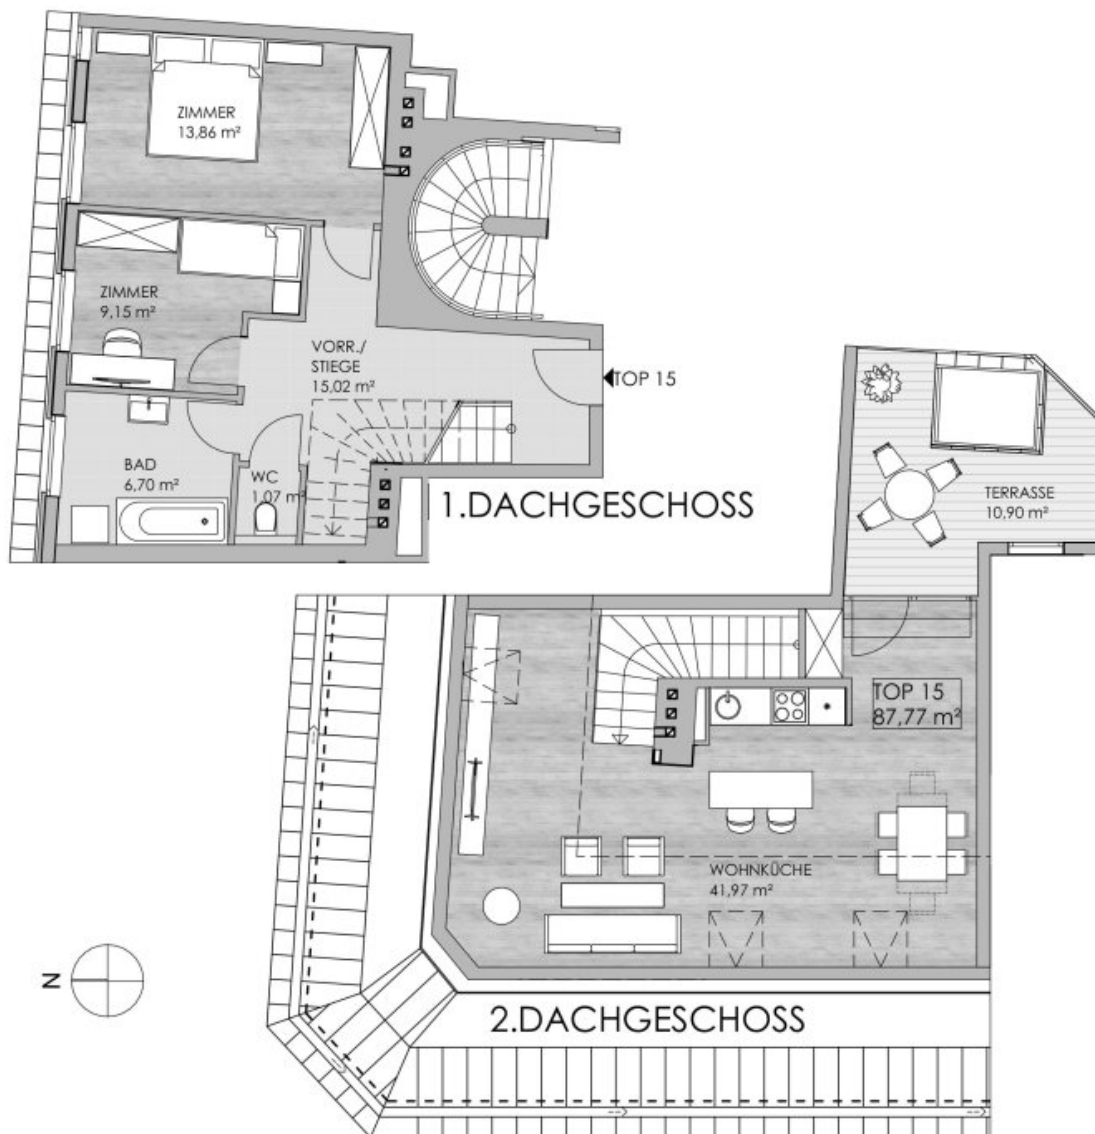 ZIMMER
13,86 m²
ZIMMER
9,15 m²
VORR./
STIEGE
15,02 m²
TOP 15
BAD
6,70 m²
WC
1,07 m²
1.DACHGESCHOSS
TERRASSE
10,90 m²
TOP 15
87,77 m²
WOHNKÜCHE
41,97 m²
N
2.DACHGESCHOSS